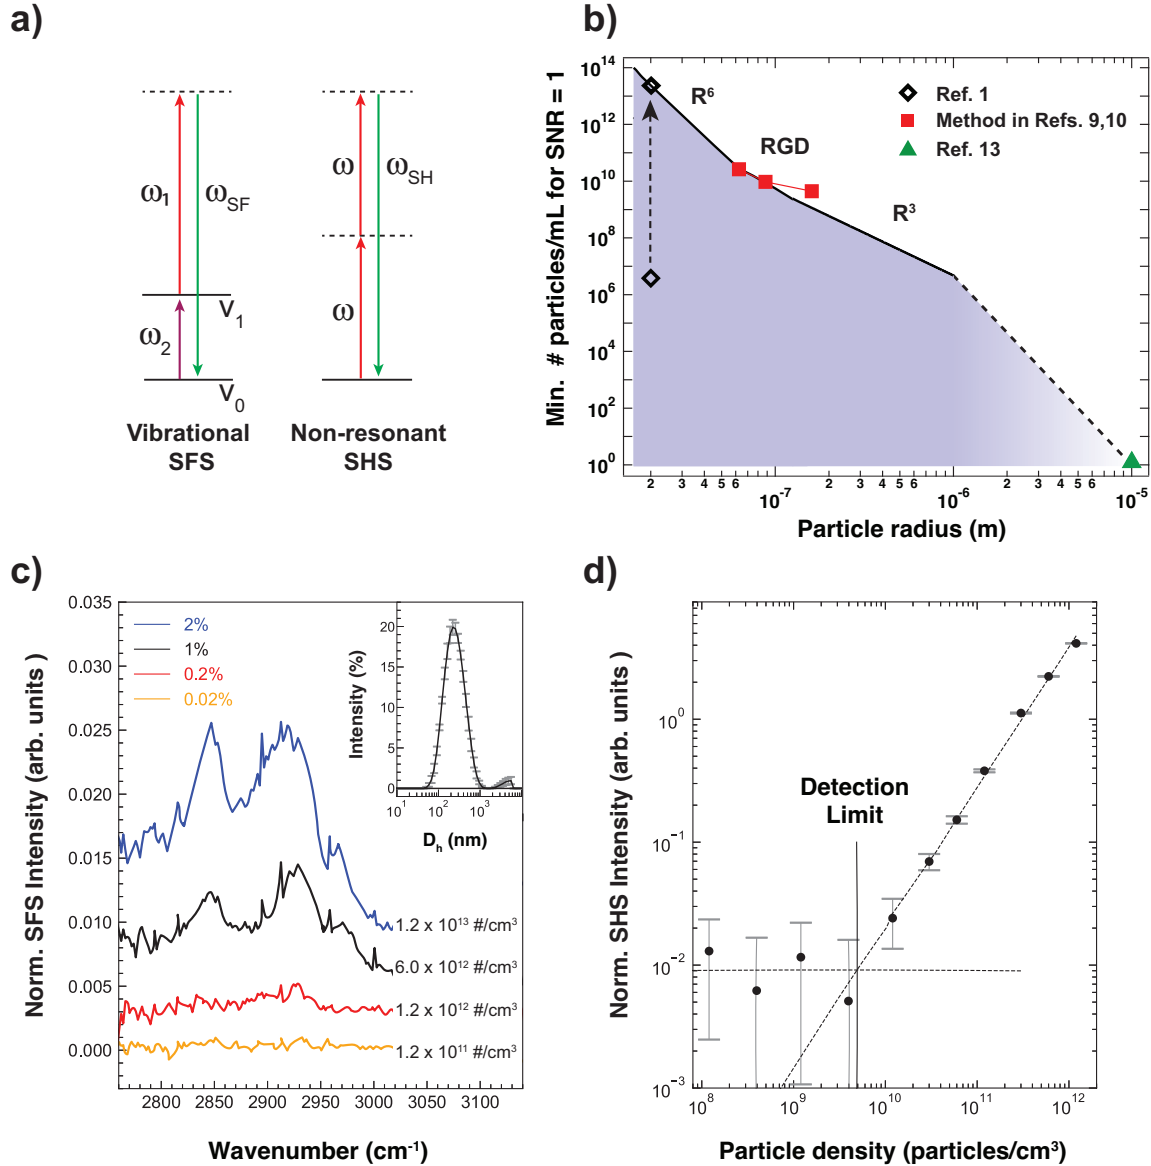 a)
ω1
ωSF
ω2
V1
V0
Vibrational
SFS
ω
ωSH
ω
Non-resonant
SHS
b)
Min. # particles/mL for SNR = 1
10^14
10^12
10^10
10^8
10^6
10^4
10^2
10^0
R^6
RGD
R^3
Ref. 1
Method in Refs. 9,10
Ref. 13
2 3 4 5 6 2 3 4 5 6 2 3 4 5 6
10^-7 10^-6 10^-5
Particle radius (m)
c)
Norm. SFS Intensity (arb. units )
0.035
0.030
0.025
0.020
0.015
0.010
0.005
0.000
2%
1%
0.2%
0.02%
Intensity (%)
20
15
10
5
0
10^1 10^2 10^3
D_h (nm)
1.2 x 10^13 #/cm^3
6.0 x 10^12 #/cm^3
1.2 x 10^12 #/cm^3
1.2 x 10^11 #/cm^3
2800 2850 2900 2950 3000 3050 3100
Wavenumber (cm^-1)
d)
Norm. SHS Intensity (arb. units )
10^0
10^-1
10^-2
10^-3
Detection
Limit
10^8 10^9 10^10 10^11 10^12
Particle density (particles/cm^3)